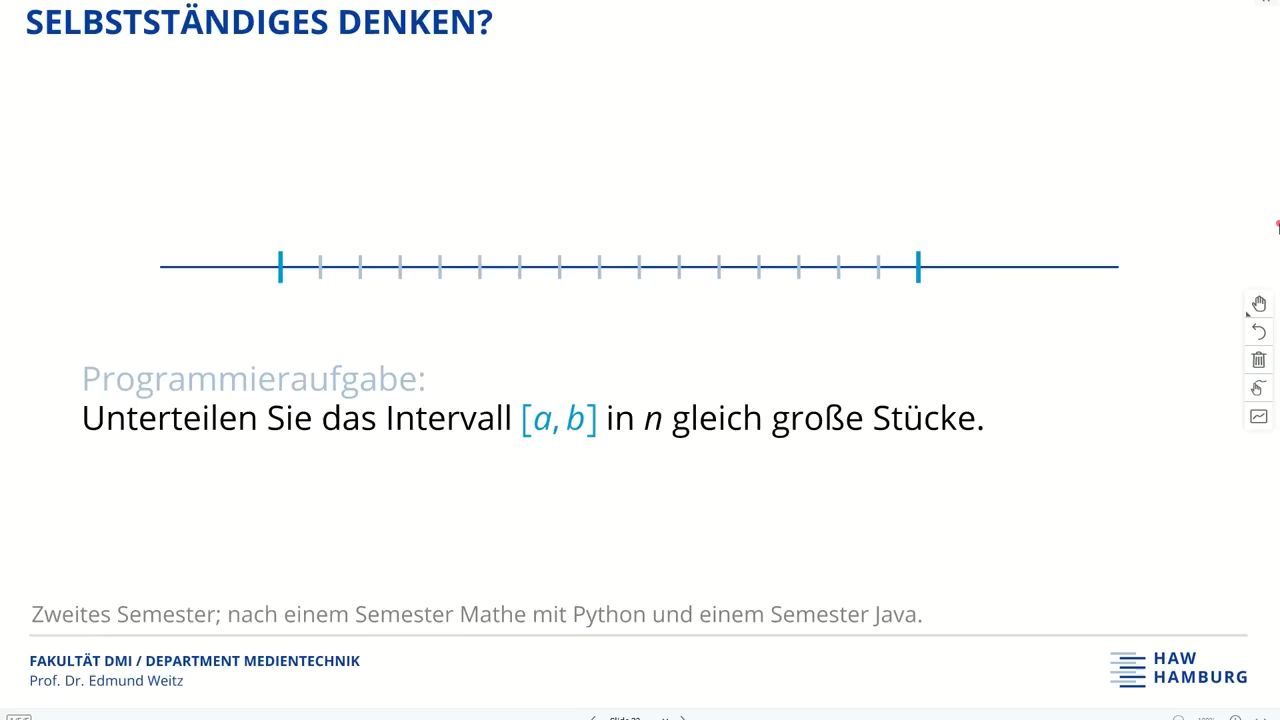 SELBSTSTÄNDIGES DENKEN?
Programmieraufgabe:
Unterteilen Sie das Intervall [a, b] in n gleich große Stücke.
Zweites Semester; nach einem Semester Mathe mit Python und einem Semester Java.
FAKULTÄT DMI / DEPARTMENT MEDIENTECHNIK
Prof. Dr. Edmund Weitz
HAW
HAMBURG